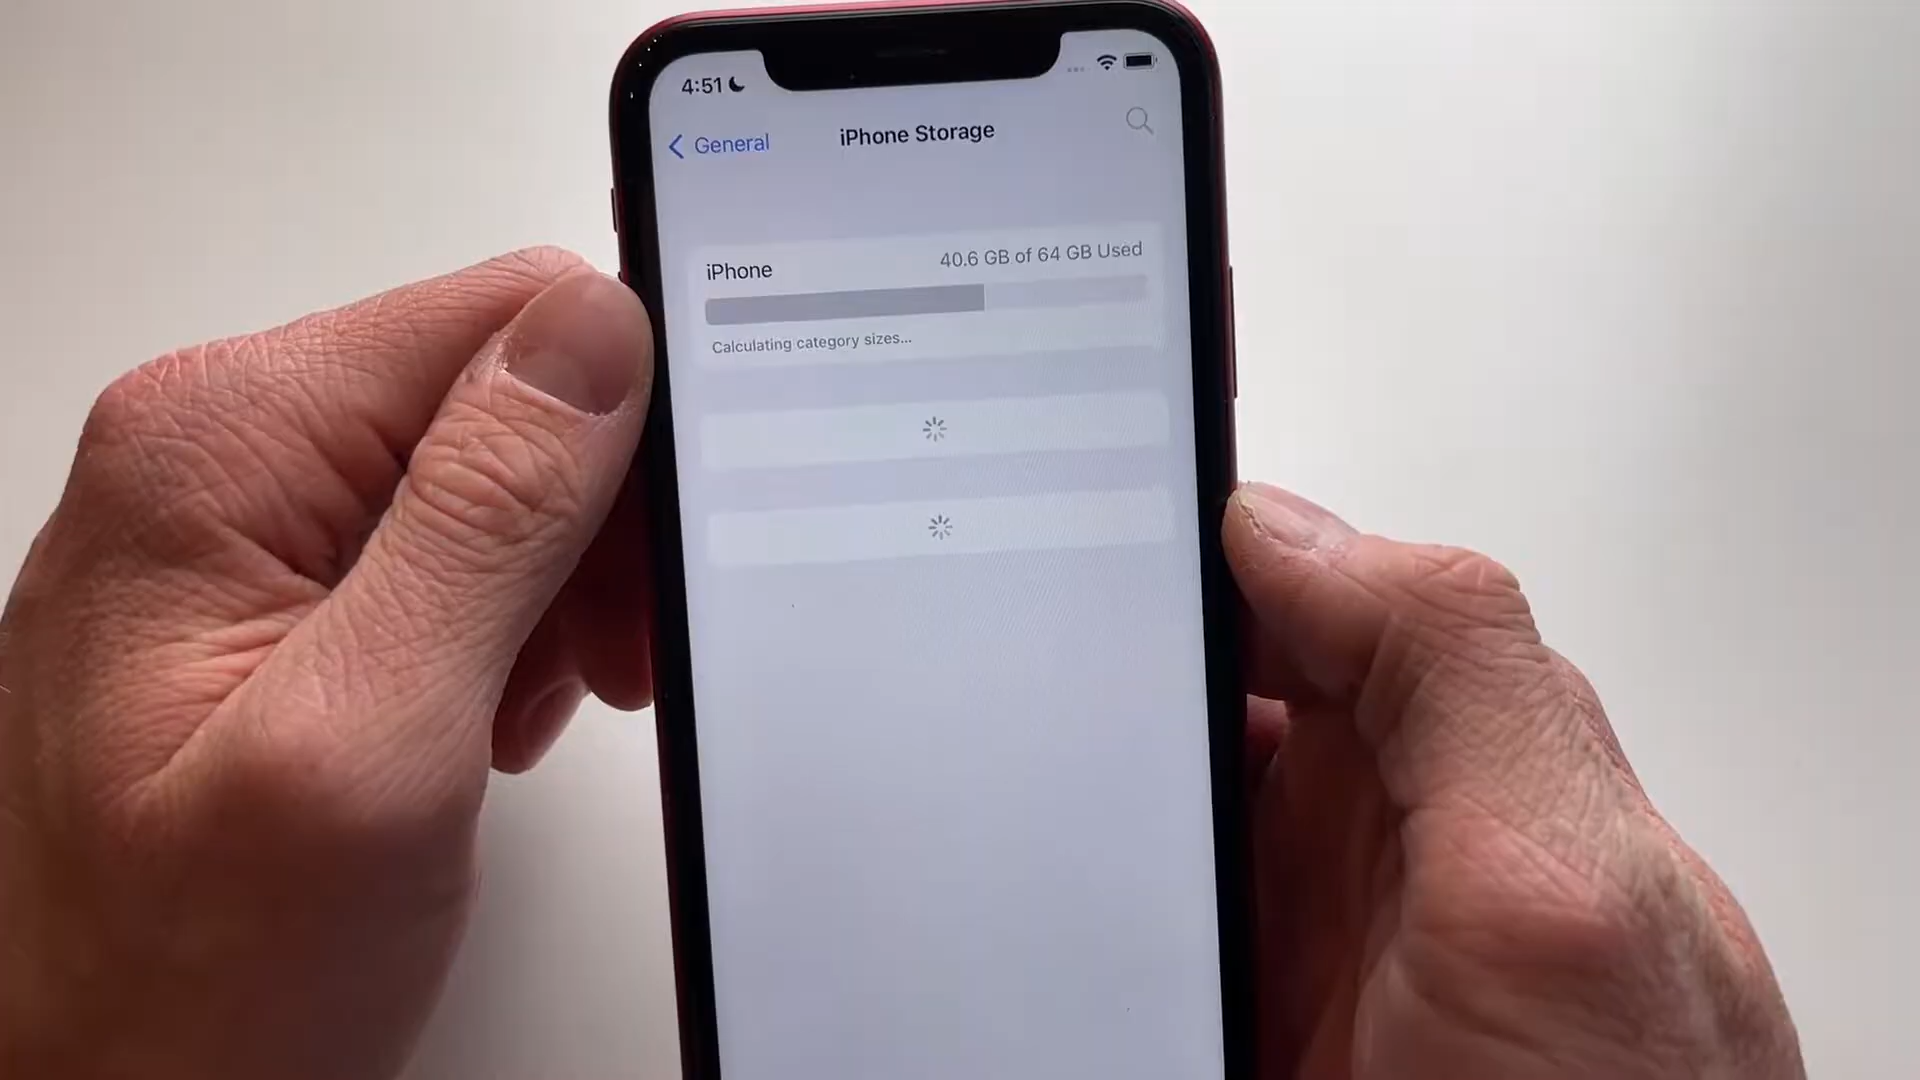 4:51
General
iPhone Storage
iPhone
40.6 GB of 64 GB Used
Calculating category sizes...